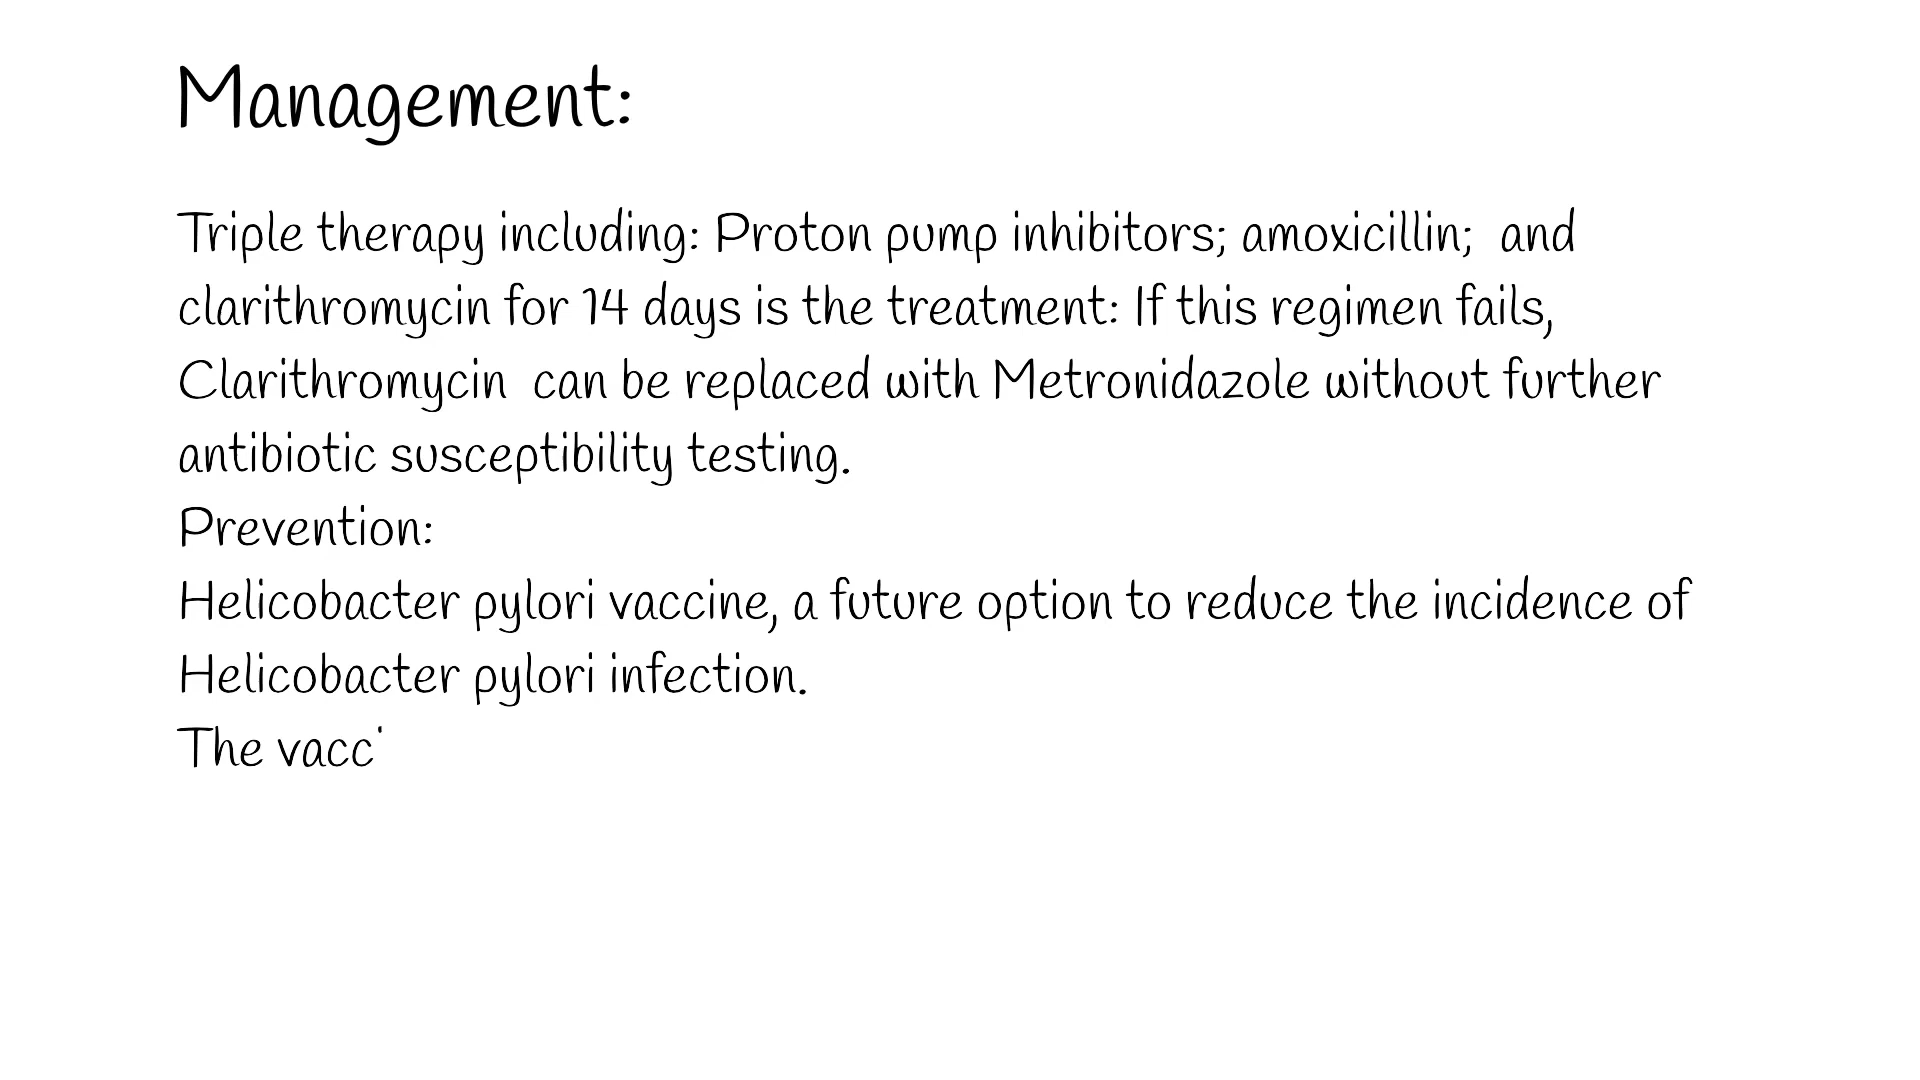 Management:
Triple therapy including: Proton pump inhibitors; amoxicillin;  and
clarithromycin for 14 days is the treatment: If this regimen fails,
Clarithromycin  can be replaced with Metronidazole without further
antibiotic susceptibility testing.
Prevention:
Helicobacter pylori vaccine, a future option to reduce the incidence of
Helicobacter pylori infection.
The